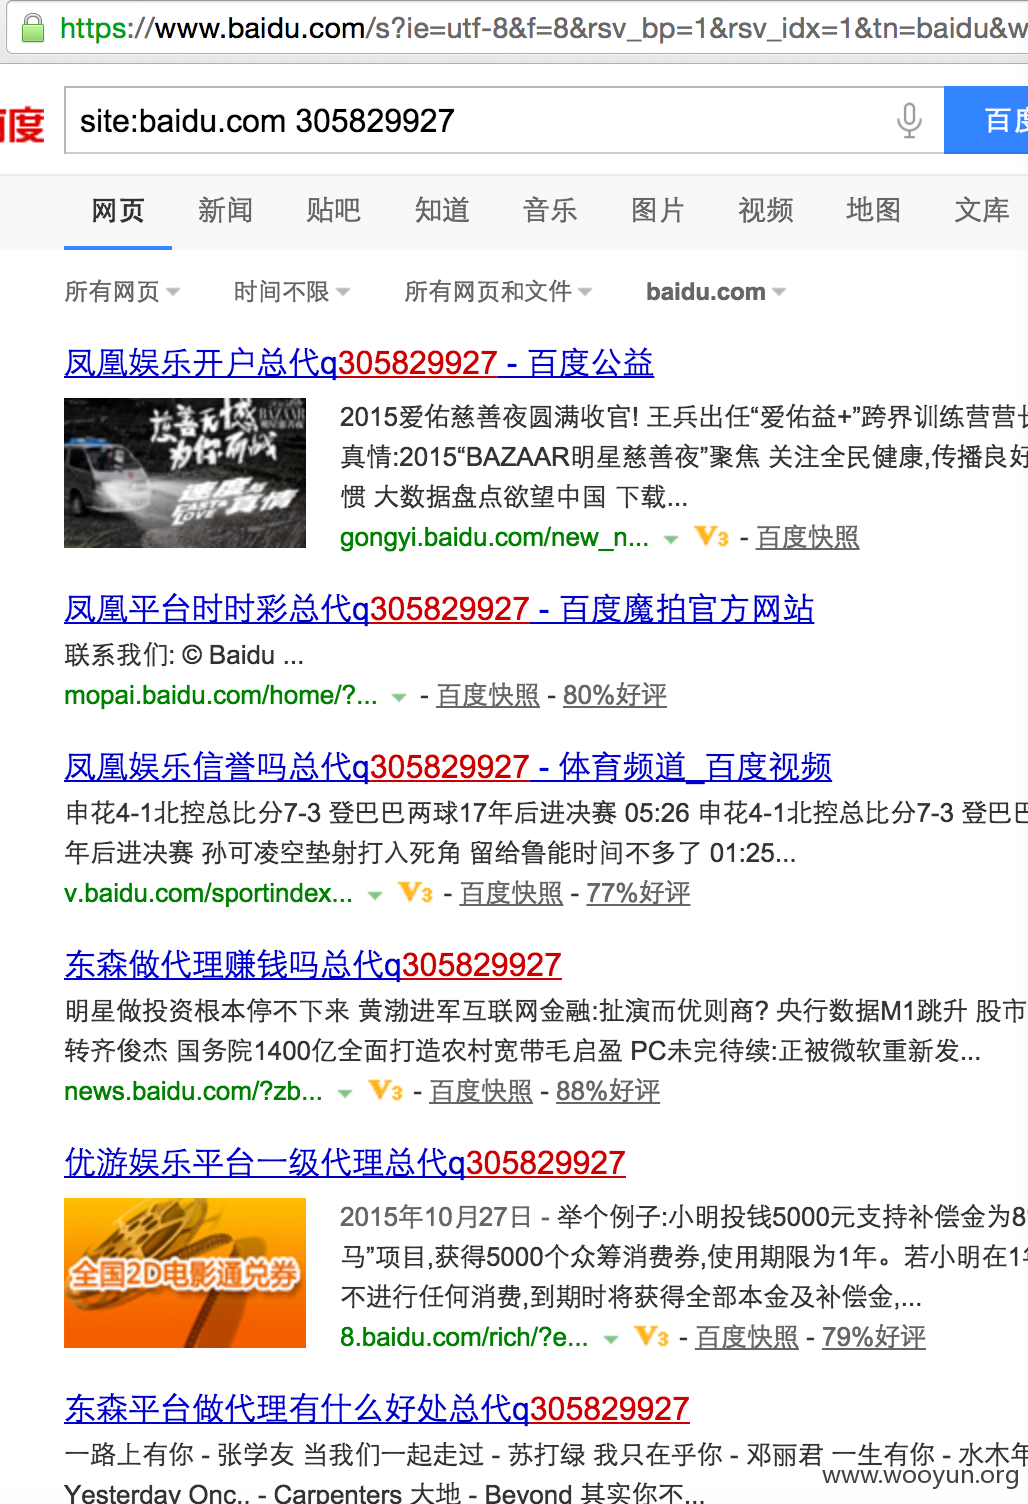 https://www.baidu.com/s?ie=utf-8&f=8&rsv_bp=1&rsv_idx=1&tn=baidu&w
百度
site:baidu.com 305829927
百度
网页 新闻 贴吧 知道 音乐 图片 视频 地图 文库
所有网页 时间不限 所有网页和文件 baidu.com
凤凰娱乐开户总代q305829927 - 百度公益
慈善无憾
BAZAAR
为你而战
速度与真情
FAST & LOVE
2015爱佑慈善夜圆满收官! 王兵出任“爱佑益+”跨界训练营营长
真情:2015“BAZAAR明星慈善夜”聚焦 关注全民健康,传播良好
惯 大数据盘点欲望中国 下载...
gongyi.baidu.com/new_n... V3 - 百度快照
凤凰平台时时彩总代q305829927 - 百度魔拍官方网站
联系我们: © Baidu ...
mopai.baidu.com/home/?... - 百度快照 - 80%好评
凤凰娱乐信誉吗总代q305829927 - 体育频道_百度视频
申花4-1北控总比分7-3 登巴巴两球17年后进决赛 05:26 申花4-1北控总比分7-3 登巴巴
年后进决赛 孙可凌空垫射打入死角 留给鲁能时间不多了 01:25...
v.baidu.com/sportindex... V3 - 百度快照 - 77%好评
东森做代理赚钱吗总代q305829927
明星做投资根本停不下来 黄渤进军互联网金融:扮演而优则商? 央行数据M1跳升 股市
转齐俊杰 国务院1400亿全面打造农村宽带毛启盈 PC未完待续:正被微软重新发...
news.baidu.com/?zb... V3 - 百度快照 - 88%好评
优游娱乐平台一级代理总代q305829927
全国2D电影通兑券
2015年10月27日 - 举个例子:小明投钱5000元支持补偿金为8%
马”项目,获得5000个众筹消费券,使用期限为1年。若小明在1年
不进行任何消费,到期时将获得全部本金及补偿金,...
8.baidu.com/rich/?e... V3 - 百度快照 - 79%好评
东森平台做代理有什么好处总代q305829927
一路上有你 - 张学友 当我们一起走过 - 苏打绿 我只在乎你 - 邓丽君 一生有你 - 水木年
www.wooyun.org
Yesterday Onc.. - Carpenters 大地 - Beyond 其实你不...